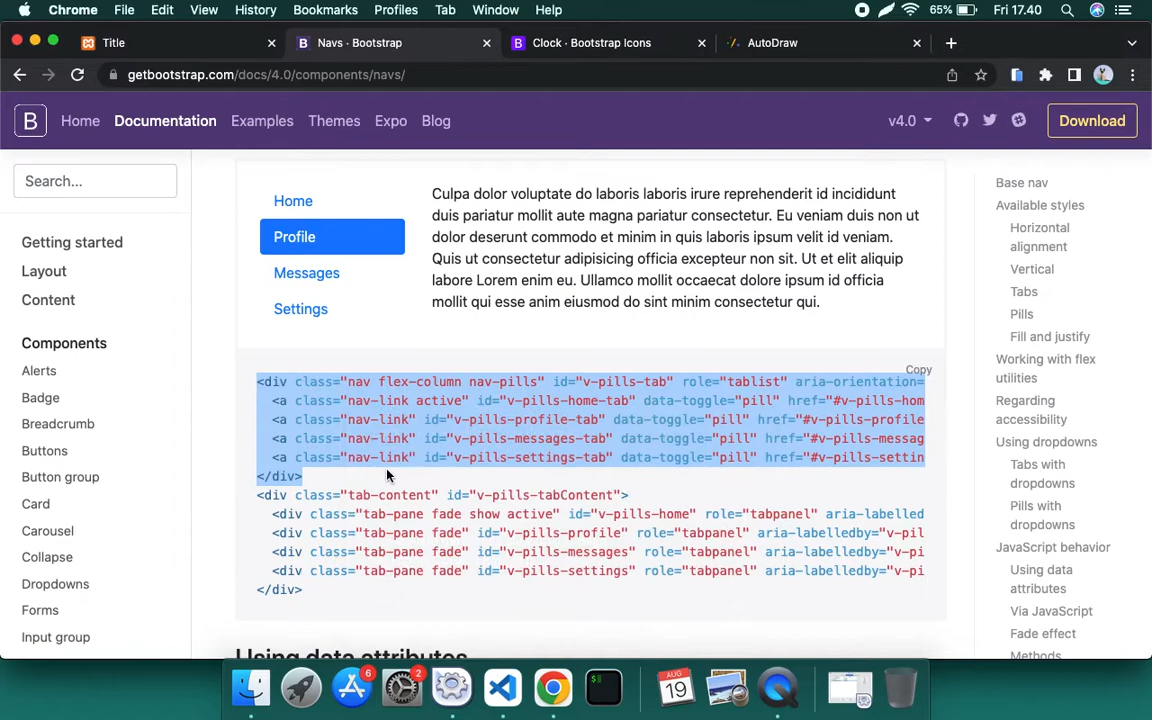 Chrome File Edit View History Bookmarks Profiles Tab Window Help 65% Fri 17.40
Title Navs · Bootstrap Clock · Bootstrap Icons AutoDraw
getbootstrap.com/docs/4.0/components/navs/
B Home Documentation Examples Themes Expo Blog v4.0 Download
Search...
Getting started
Layout
Content
Components
Alerts
Badge
Breadcrumb
Buttons
Button group
Card
Carousel
Collapse
Dropdowns
Forms
Input group
Home
Profile
Messages
Settings
Culpa dolor voluptate do laboris laboris irure reprehenderit id incididunt
duis pariatur mollit aute magna pariatur consectetur. Eu veniam duis non ut
dolor deserunt commodo et minim in quis laboris ipsum velit id veniam.
Quis ut consectetur adipisicing officia excepteur non sit. Ut et elit aliquip
labore Lorem enim eu. Ullamco mollit occaecat dolore ipsum id officia
mollit qui esse anim eiusmod do sint minim consectetur qui.
Copy
<div class="nav flex-column nav-pills" id="v-pills-tab" role="tablist" aria-orientation=
<a class="nav-link active" id="v-pills-home-tab" data-toggle="pill" href="#v-pills-hom
<a class="nav-link" id="v-pills-profile-tab" data-toggle="pill" href="#v-pills-profile
<a class="nav-link" id="v-pills-messages-tab" data-toggle="pill" href="#v-pills-messag
<a class="nav-link" id="v-pills-settings-tab" data-toggle="pill" href="#v-pills-settin
</div>
<div class="tab-content" id="v-pills-tabContent">
<div class="tab-pane fade show active" id="v-pills-home" role="tabpanel" aria-labelled
<div class="tab-pane fade" id="v-pills-profile" role="tabpanel" aria-labelledby="v-pil
<div class="tab-pane fade" id="v-pills-messages" role="tabpanel" aria-labelledby="v-pi
<div class="tab-pane fade" id="v-pills-settings" role="tabpanel" aria-labelledby="v-pi
</div>
Using data attributes
Base nav
Available styles
Horizontal
alignment
Vertical
Tabs
Pills
Fill and justify
Working with flex
utilities
Regarding
accessibility
Using dropdowns
Tabs with
dropdowns
Pills with
dropdowns
JavaScript behavior
Using data
attributes
Via JavaScript
Fade effect
Methods
6 2 AUG 19